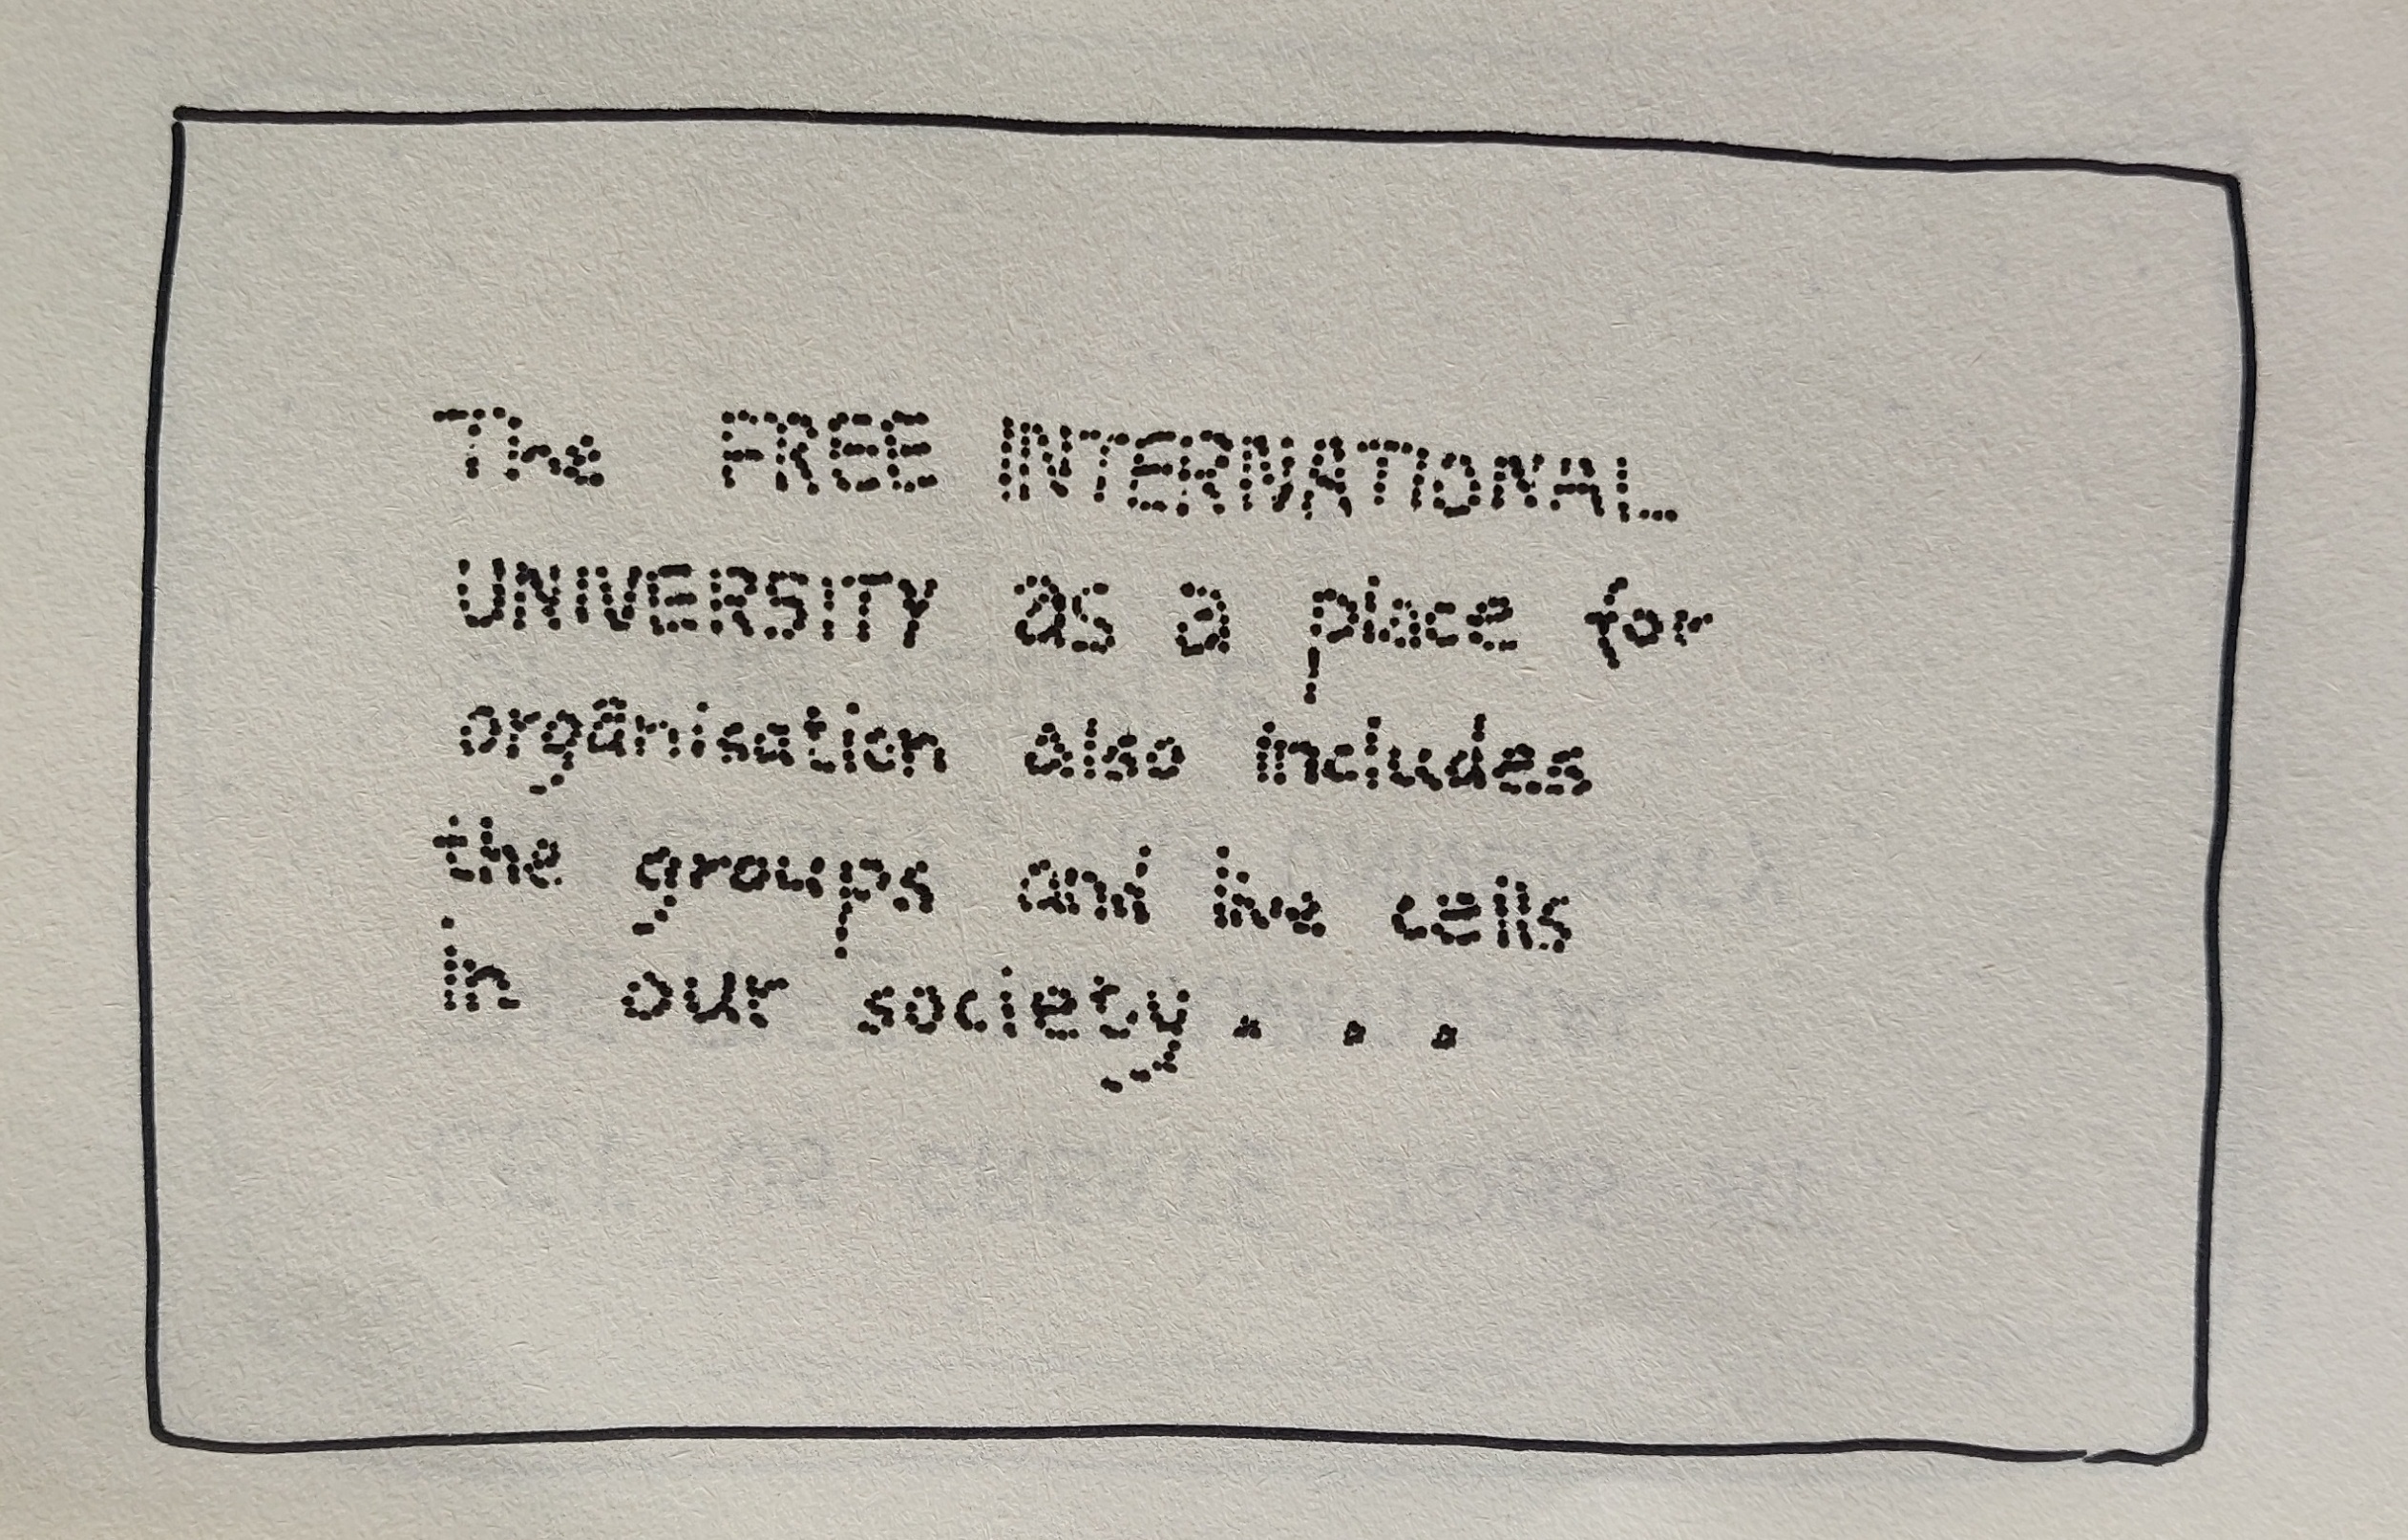 The FREE INTERNATIONAL
UNIVERSITY as a place for
organisation also includes
the groups and live cells
in our society . . .